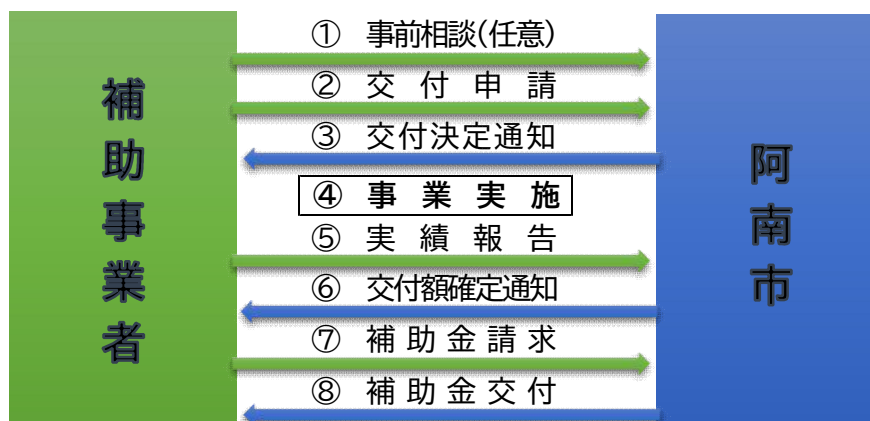 補助事業者
① 事前相談(任意)
② 交付申請
③ 交付決定通知
④ 事業実施
⑤ 実績報告
⑥ 交付額確定通知
⑦ 補助金請求
⑧ 補助金交付
阿南市